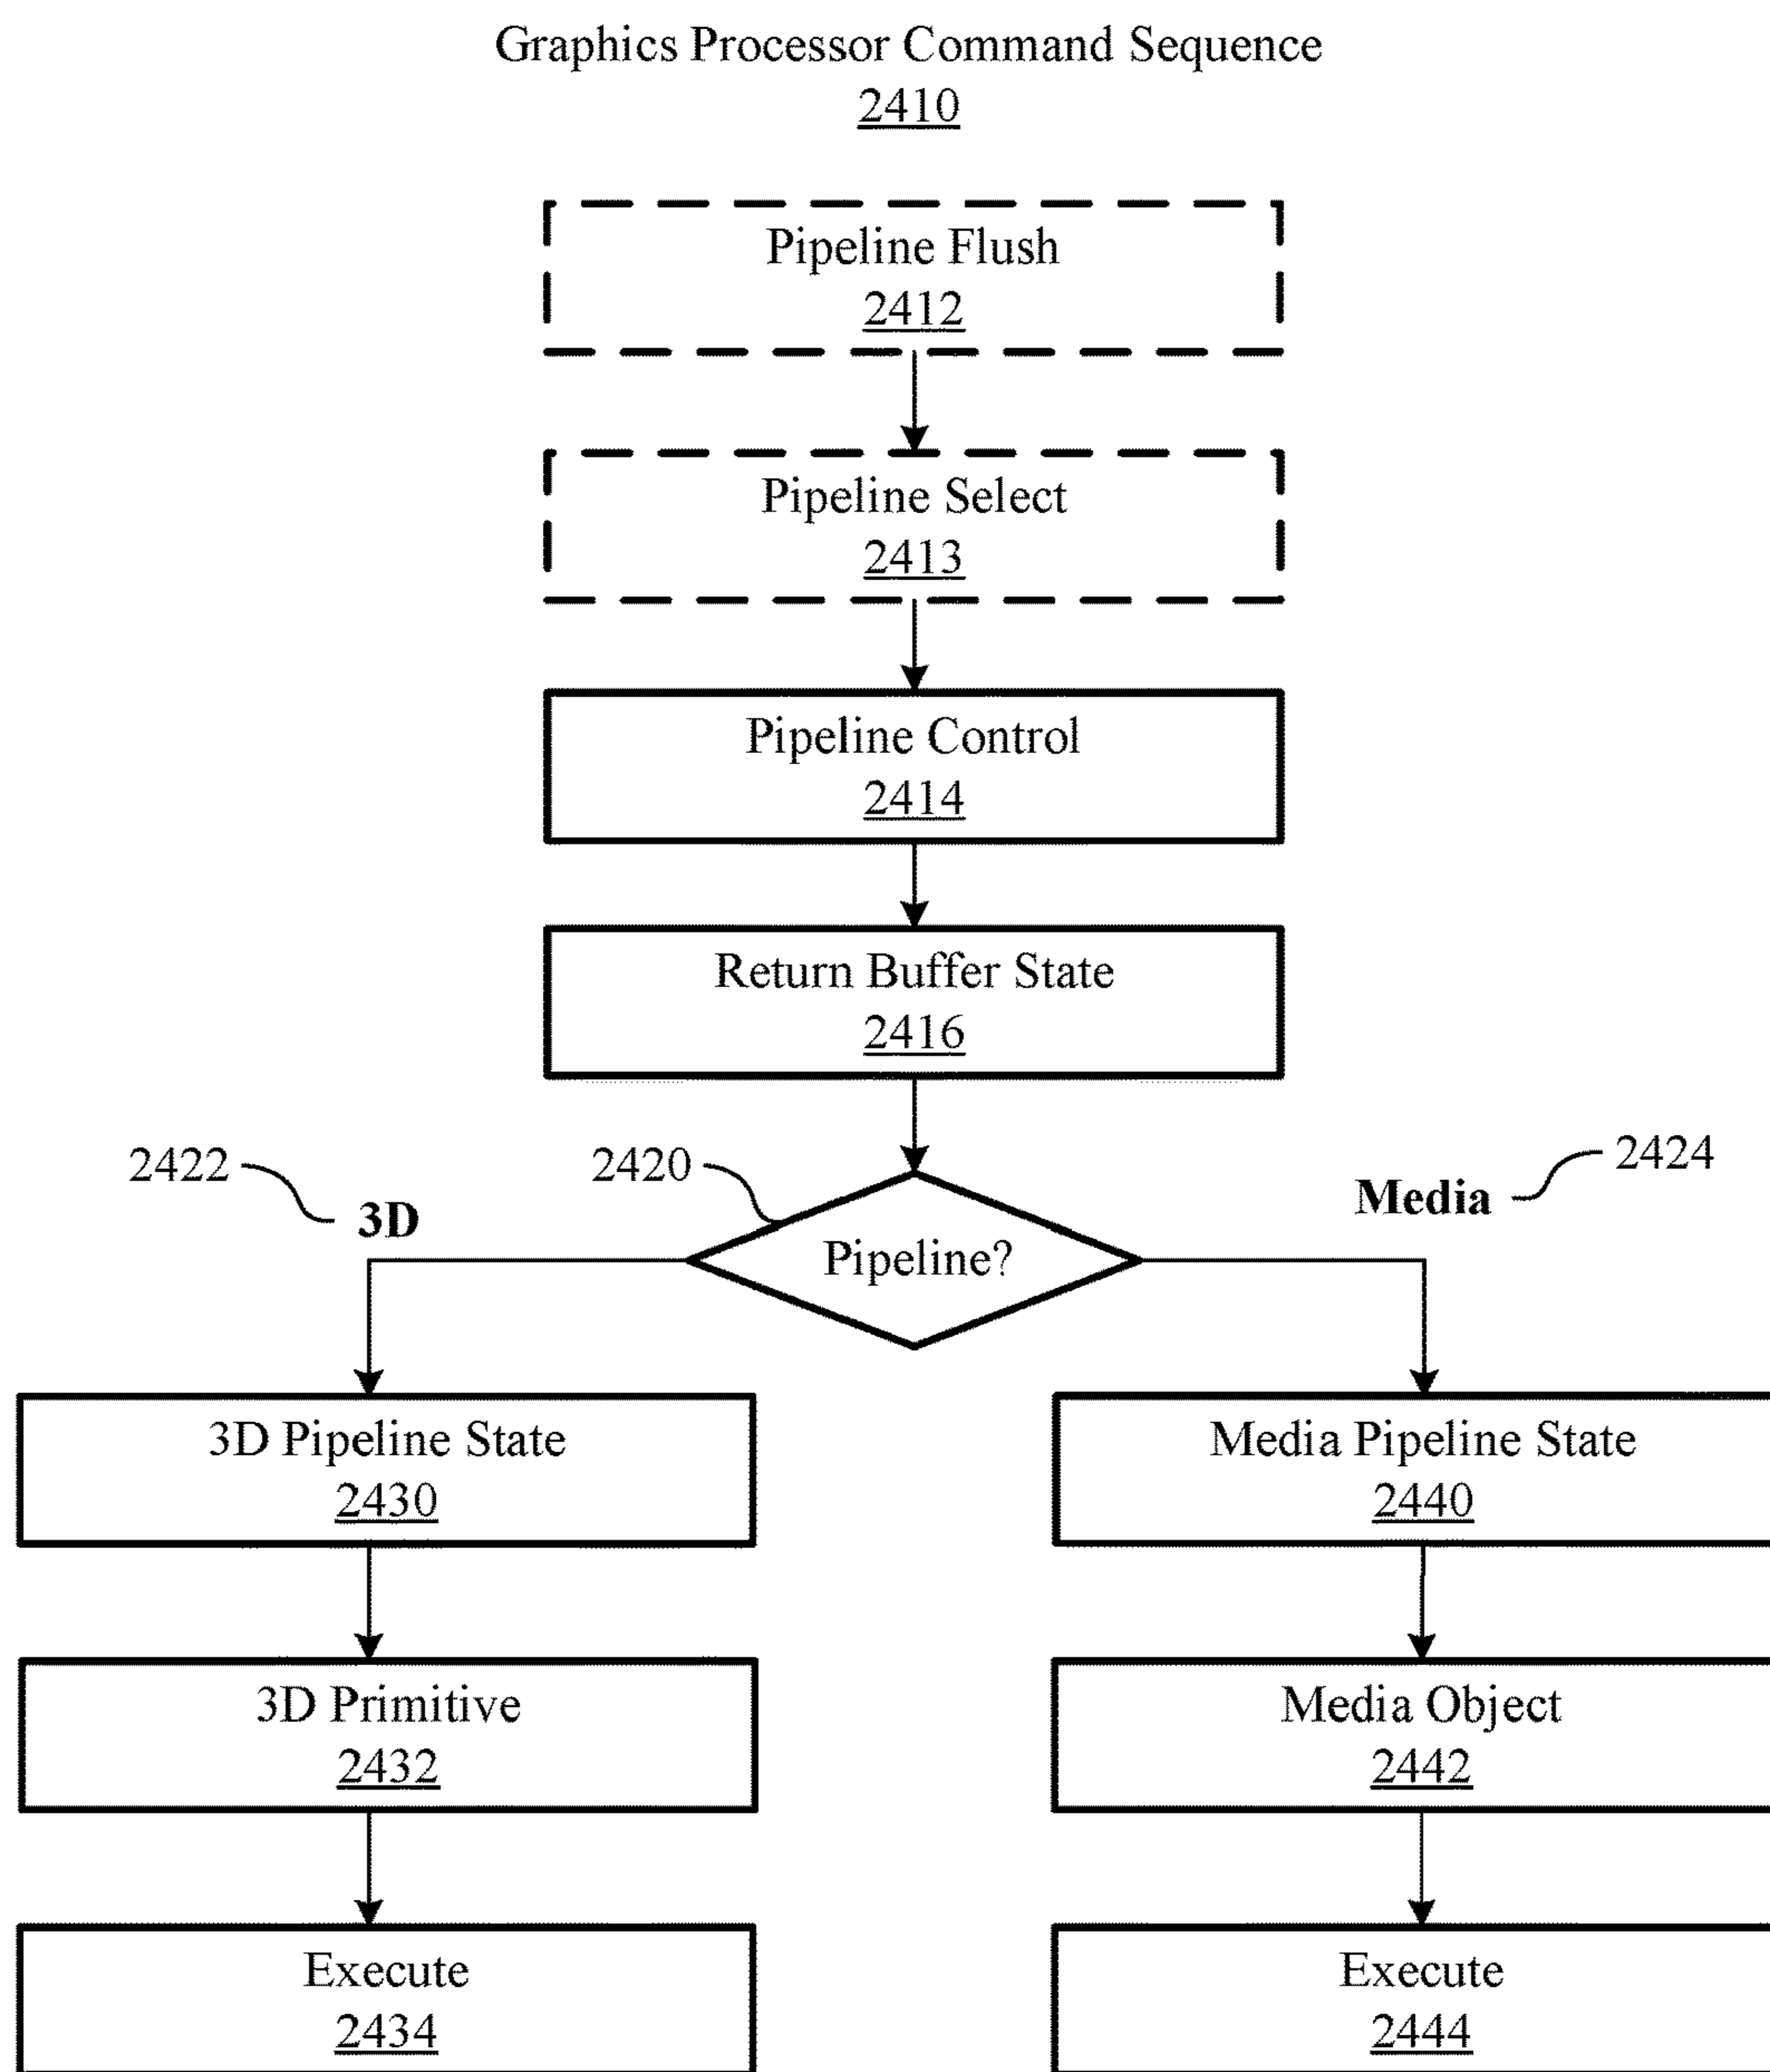 Graphics Processor Command Sequence
2410
Pipeline Flush
2412
Pipeline Select
2413
Pipeline Control
2414
Return Buffer State
2416
2422
2420
2424
3D
Media
Pipeline?
3D Pipeline State
2430
Media Pipeline State
2440
3D Primitive
2432
Media Object
2442
Execute
2434
Execute
2444